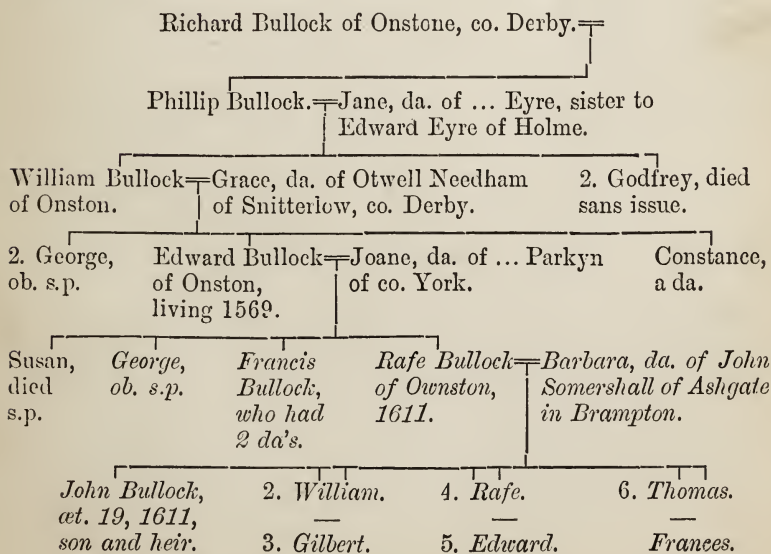 Richard Bullock of Onstone, co. Derby.
Phillip Bullock. Jane, da. of ... Eyre, sister to
Edward Eyre of Holme.
William Bullock Grace, da. of Otwell Needham 2. Godfrey, died
of Onston. of Snitterlow, co. Derby. sans issue.
2. George, Edward Bullock Joane, da. of ... Parkyn Constance,
ob. s.p. of Onston, of co. York. a da.
living 1569.
Susan, George, Francis Rafe Bullock Barbara, da. of John
died ob. s.p. Bullock, of Ownston, Somershall of Ashgate
s.p. who had 1611. in Brampton.
2 da's.
John Bullock, 2. William. 4. Rafe. 6. Thomas.
æt. 19, 1611, — — —
son and heir. 3. Gilbert. 5. Edward. Frances.